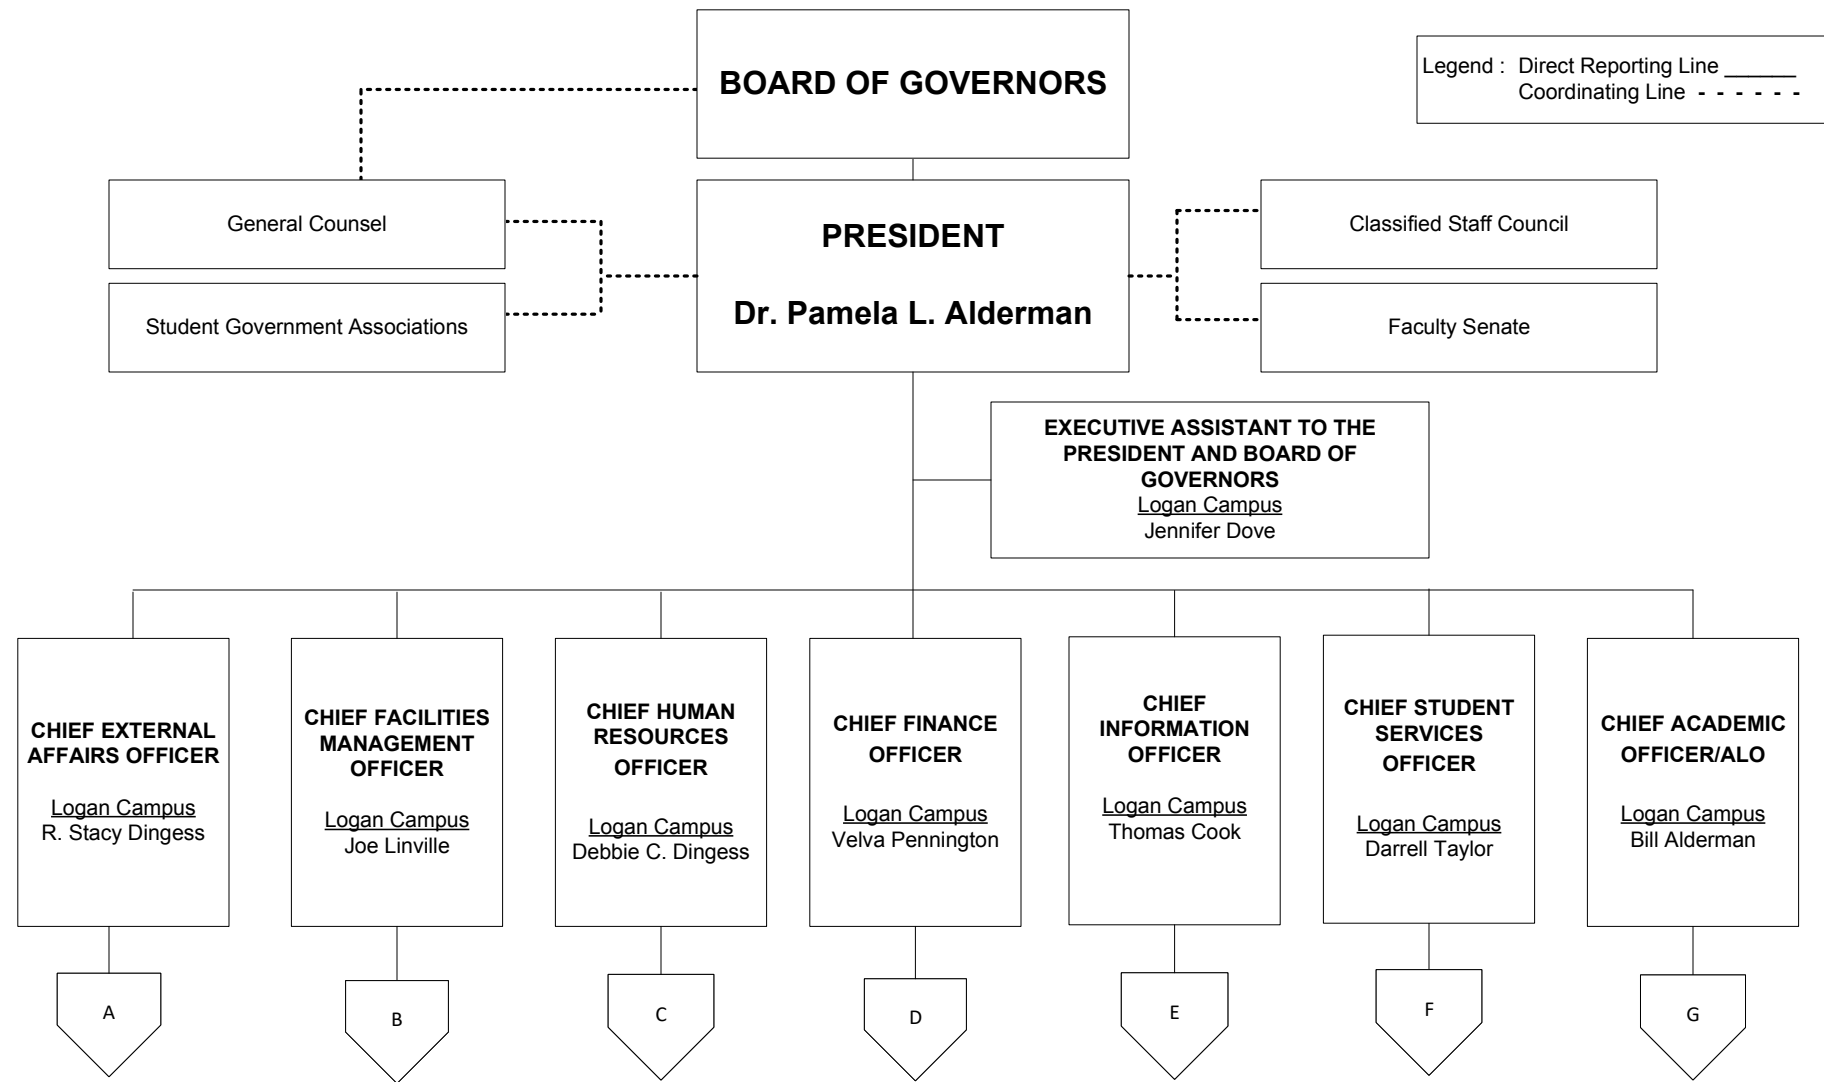 BOARD OF GOVERNORS
Legend : Direct Reporting Line ______
Coordinating Line - - - - - -
General Counsel
Student Government Associations
PRESIDENT
Dr. Pamela L. Alderman
Classified Staff Council
Faculty Senate
EXECUTIVE ASSISTANT TO THE
PRESIDENT AND BOARD OF
GOVERNORS
Logan Campus
Jennifer Dove
CHIEF EXTERNAL
AFFAIRS OFFICER
Logan Campus
R. Stacy Dingess
CHIEF FACILITIES
MANAGEMENT
OFFICER
Logan Campus
Joe Linville
CHIEF HUMAN
RESOURCES
OFFICER
Logan Campus
Debbie C. Dingess
CHIEF FINANCE
OFFICER
Logan Campus
Velva Pennington
CHIEF
INFORMATION
OFFICER
Logan Campus
Thomas Cook
CHIEF STUDENT
SERVICES
OFFICER
Logan Campus
Darrell Taylor
CHIEF ACADEMIC
OFFICER/ALO
Logan Campus
Bill Alderman
A
B
C
D
E
F
G